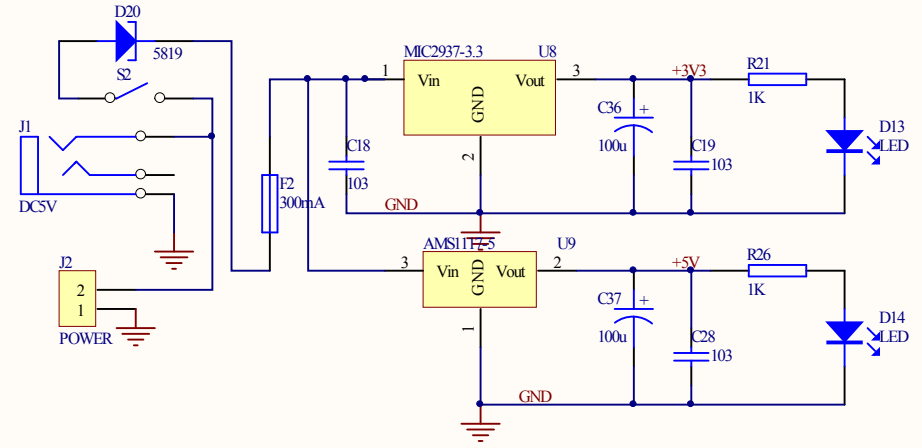 D20
5819
S2
J1
DC5V
J2
2
1
POWER
F2
300mA
MIC2937-3.3
U8
1
Vin
Vout
3
GND
2
C18
103
GND
+3V3
C36
+
100u
C19
103
R21
1K
D13
LED
AMS1117-5
U9
3
Vin
Vout
2
GND
1
+5V
C37
+
100u
C28
103
R26
1K
D14
LED
GND